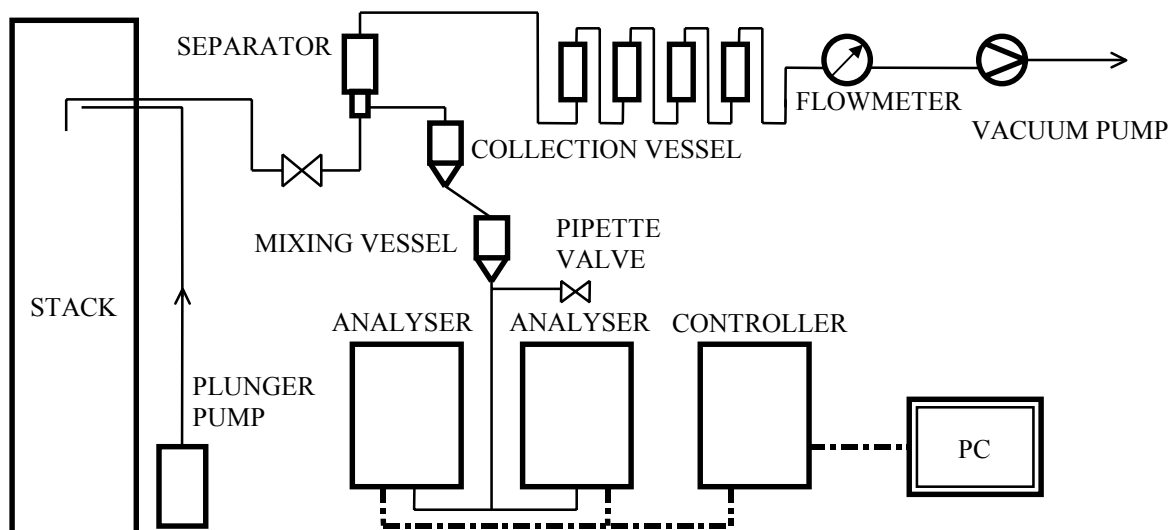 SEPARATOR
FLOWMETER
VACUUM PUMP
COLLECTION VESSEL
MIXING VESSEL
PIPETTE
VALVE
STACK
ANALYSER
ANALYSER
CONTROLLER
PLUNGER
PUMP
PC